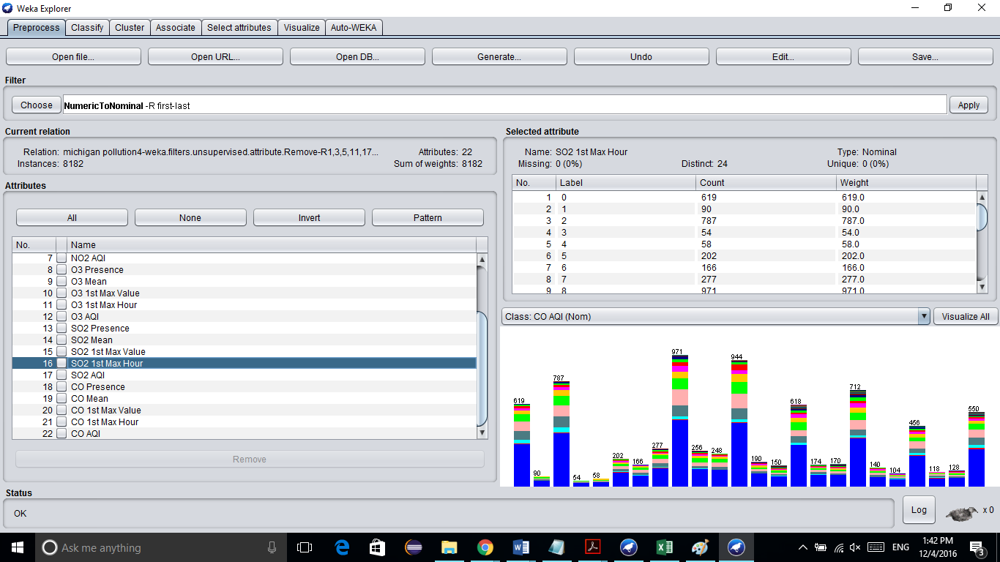 Weka Explorer
Preprocess Classify Cluster Associate Select attributes Visualize Auto-WEKA
Open file... Open URL... Open DB... Generate... Undo Edit... Save...
Filter
Choose NumericToNominal -R first-last Apply
Current relation
Relation: michigan pollution4-weka.filters.unsupervised.attribute.Remove-R1,3,5,11,17... Attributes: 22
Instances: 8182 Sum of weights: 8182
Attributes
All None Invert Pattern
No. Name
7 NO2 AQI
8 O3 Presence
9 O3 Mean
10 O3 1st Max Value
11 O3 1st Max Hour
12 O3 AQI
13 SO2 Presence
14 SO2 Mean
15 SO2 1st Max Value
16 SO2 1st Max Hour
17 SO2 AQI
18 CO Presence
19 CO Mean
20 CO 1st Max Value
21 CO 1st Max Hour
22 CO AQI
Remove
Selected attribute
Name: SO2 1st Max Hour Type: Nominal
Missing: 0 (0%) Distinct: 24 Unique: 0 (0%)
No. Label Count Weight
1 0 619 619.0
2 1 90 90.0
3 2 787 787.0
4 3 54 54.0
5 4 58 58.0
6 5 202 202.0
7 6 166 166.0
8 7 277 277.0
9 8 971 971.0
Class: CO AQI (Nom) Visualize All
619 90 787 54 58 202 166 277 971 256 248 944 190 150 618 174 170 712 140 104 456 118 128 550
Status
OK Log x 0
Ask me anything
ENG 1:42 PM
12/4/2016 3